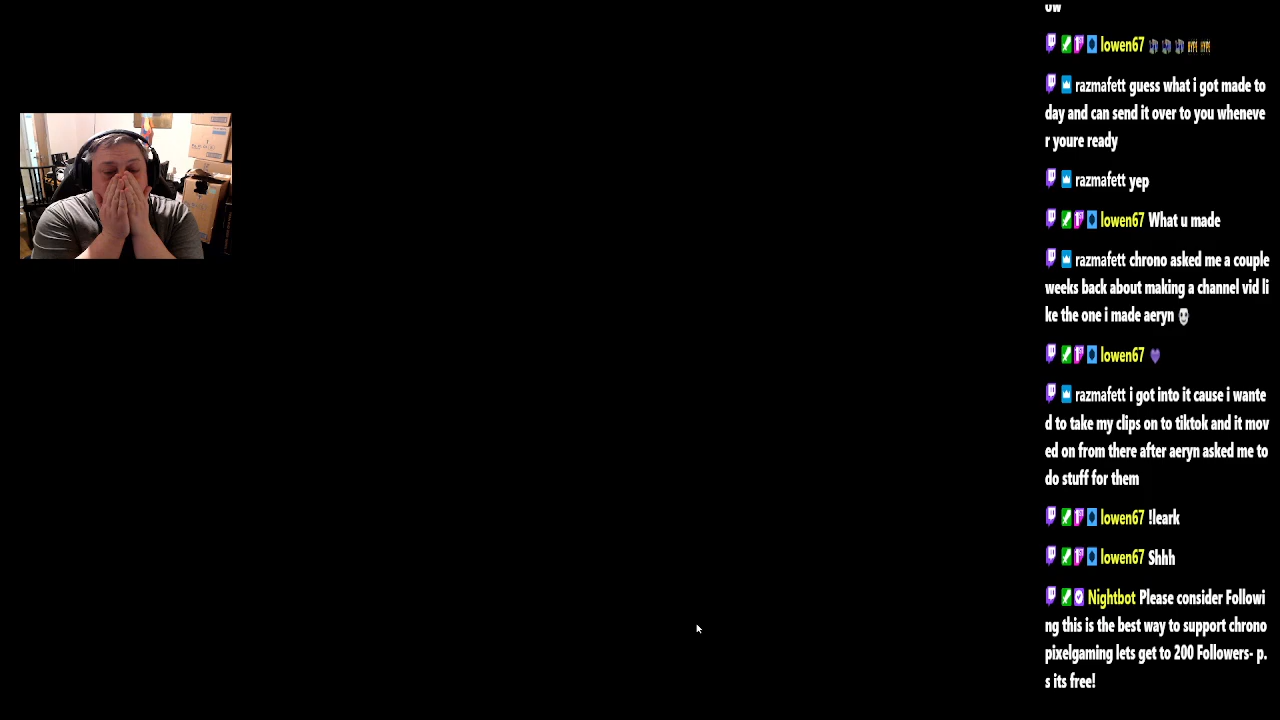 ow
lowen67
razmafett guess what i got made to
day and can send it over to you wheneve
r youre ready
razmafett yep
lowen67 What u made
razmafett chrono asked me a couple
weeks back about making a channel vid li
ke the one i made aeryn
lowen67
razmafett i got into it cause i wante
d to take my clips on to tiktok and it mov
ed on from there after aeryn asked me to
do stuff for them
lowen67 !leark
lowen67 Shhh
Nightbot Please consider Followi
ng this is the best way to support chrono
pixelgaming lets get to 200 Followers- p.
s its free!